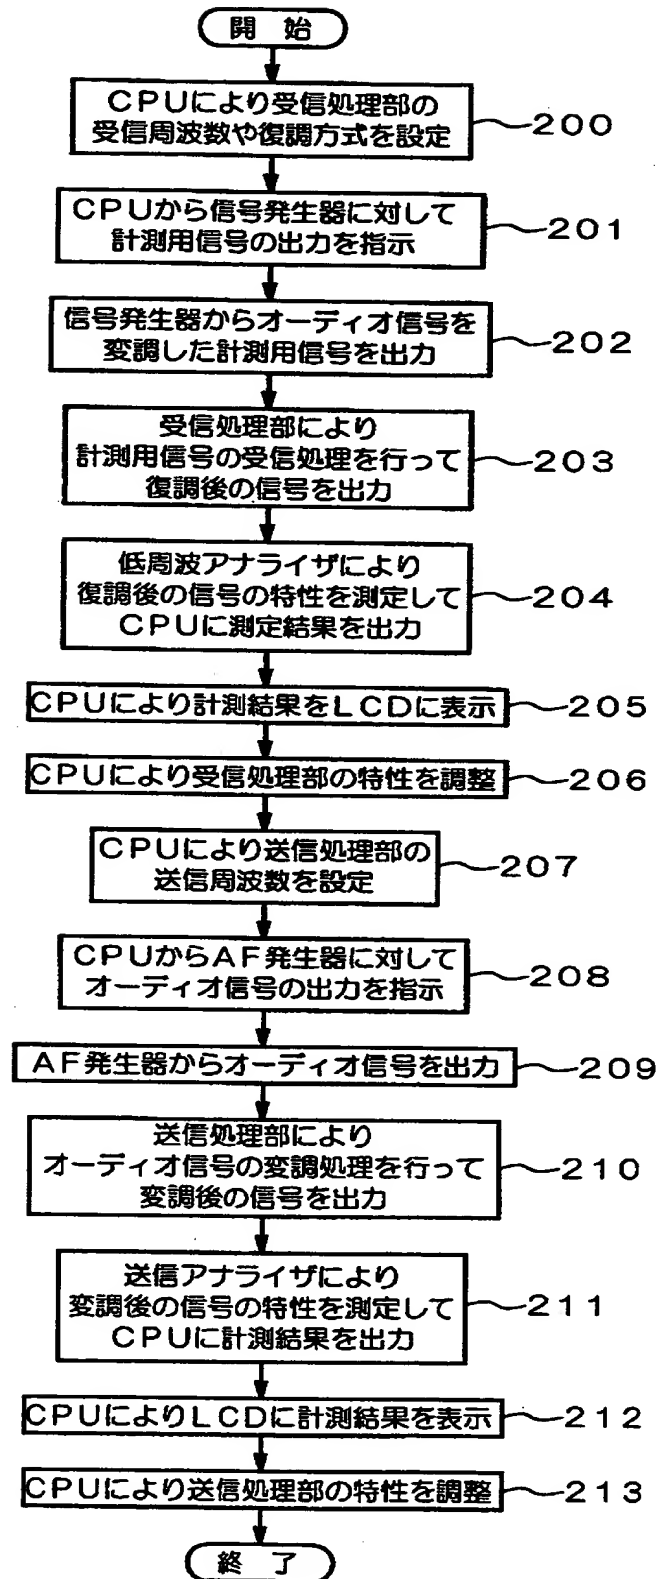 開 始
CPUにより受信処理部の
受信周波数や復調方式を設定
200
CPUから信号発生器に対して
計測用信号の出力を指示
201
信号発生器からオーディオ信号を
変調した計測用信号を出力
202
受信処理部により
計測用信号の受信処理を行って
復調後の信号を出力
203
低周波アナライザにより
復調後の信号の特性を測定して
CPUに測定結果を出力
204
CPUにより計測結果をLCDに表示
205
CPUにより受信処理部の特性を調整
206
CPUにより送信処理部の
送信周波数を設定
207
CPUからAF発生器に対して
オーディオ信号の出力を指示
208
AF発生器からオーディオ信号を出力
209
送信処理部により
オーディオ信号の変調処理を行って
変調後の信号を出力
210
送信アナライザにより
変調後の信号の特性を測定して
CPUに計測結果を出力
211
CPUによりLCDに計測結果を表示
212
CPUにより送信処理部の特性を調整
213
終 了